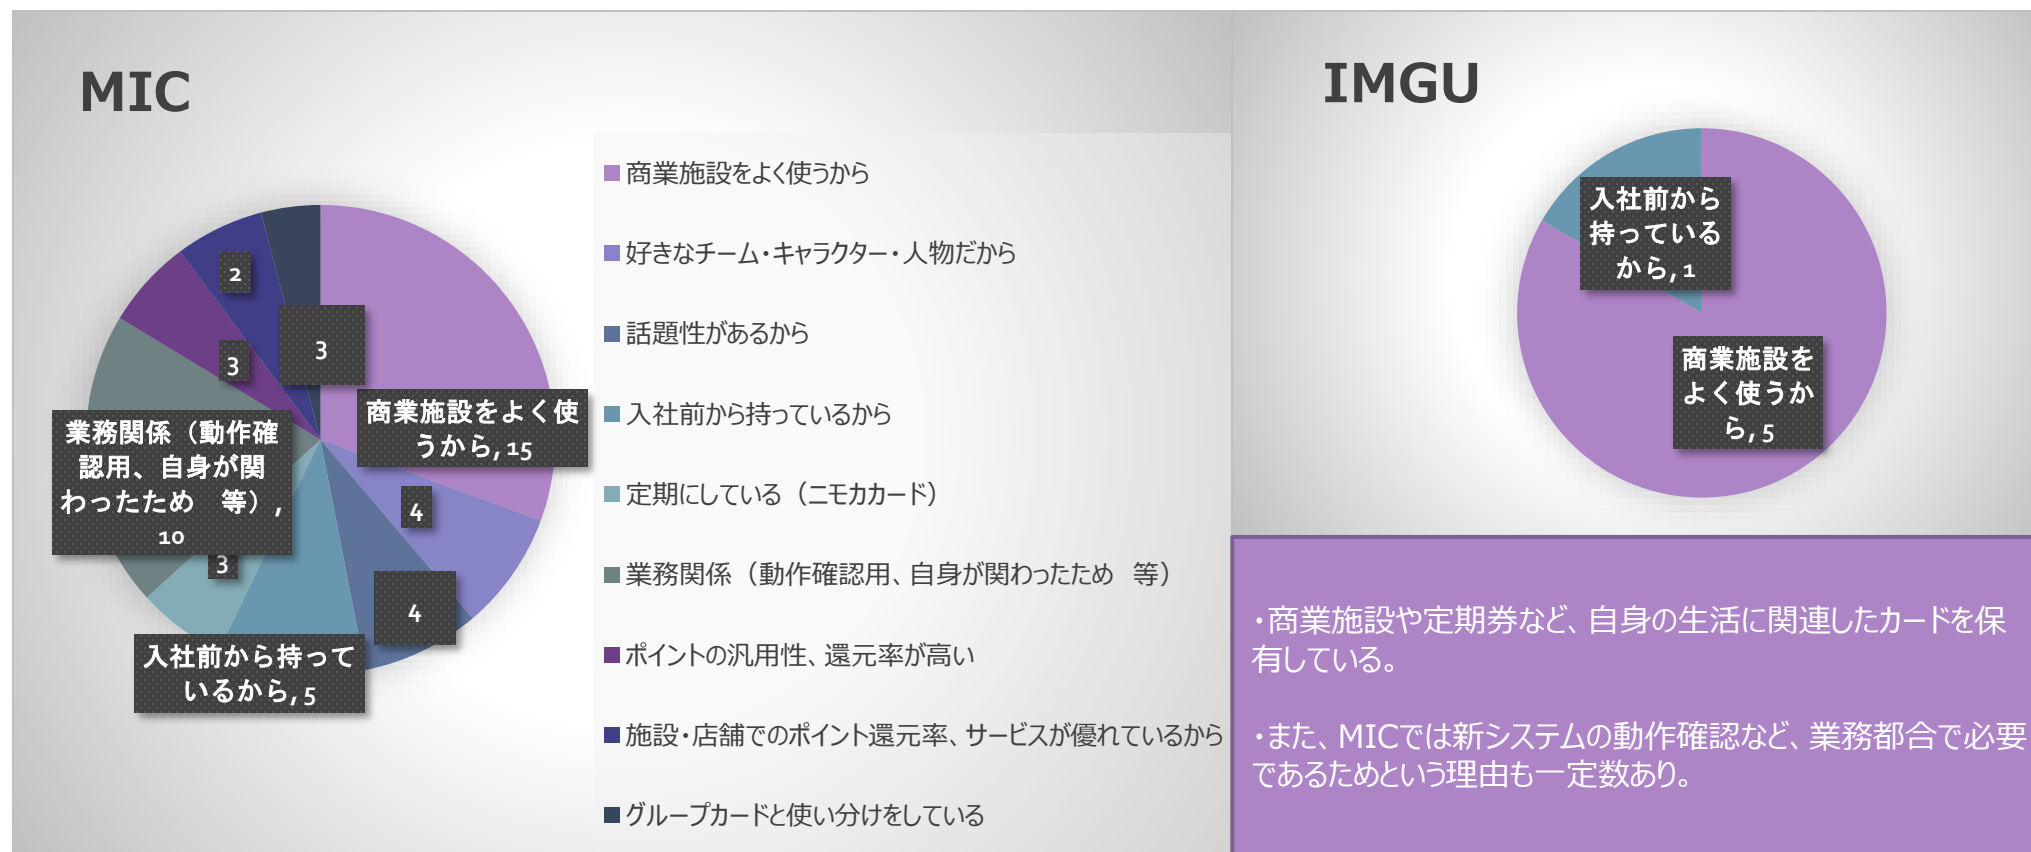 MIC
2
3
3
商業施設をよく使
うから, 15
業務関係（動作確
認用、自身が関
わったため　等）,
10
4
3
4
入社前から持って
いるから, 5
商業施設をよく使うから
好きなチーム・キャラクター・人物だから
話題性があるから
入社前から持っているから
定期にしている（ニモカカード）
業務関係（動作確認用、自身が関わったため　等）
ポイントの汎用性、還元率が高い
施設・店舗でのポイント還元率、サービスが優れているから
グループカードと使い分けをしている
IMGU
入社前から
持っている
から, 1
商業施設を
よく使うか
ら, 5
・商業施設や定期券など、自身の生活に関連したカードを保
有している。
・また、MICでは新システムの動作確認など、業務都合で必要
であるためという理由も一定数あり。